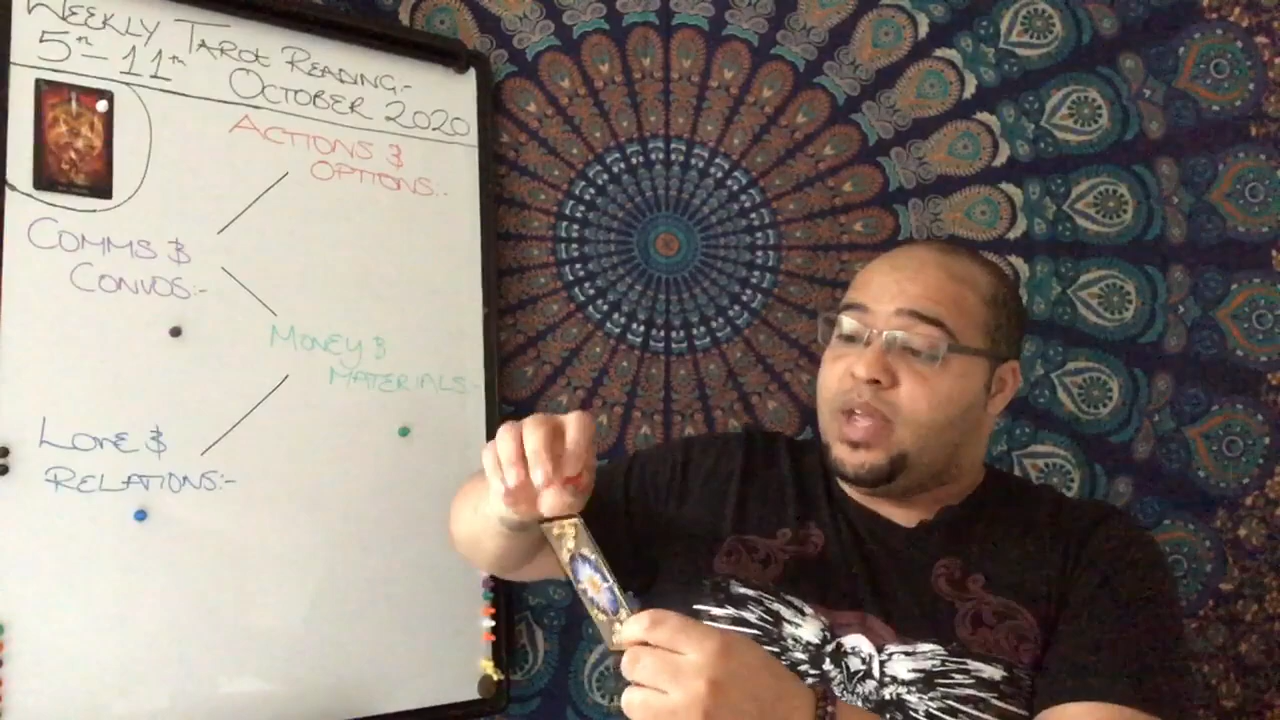 WEEKLY TAROT READING:-
5th - 11th OCTOBER 2020
ACTIONS &
OPTIONS:-
COMMS &
CONVOS:-
MONEY &
MATERIALS:-
LOVE &
RELATIONS:-